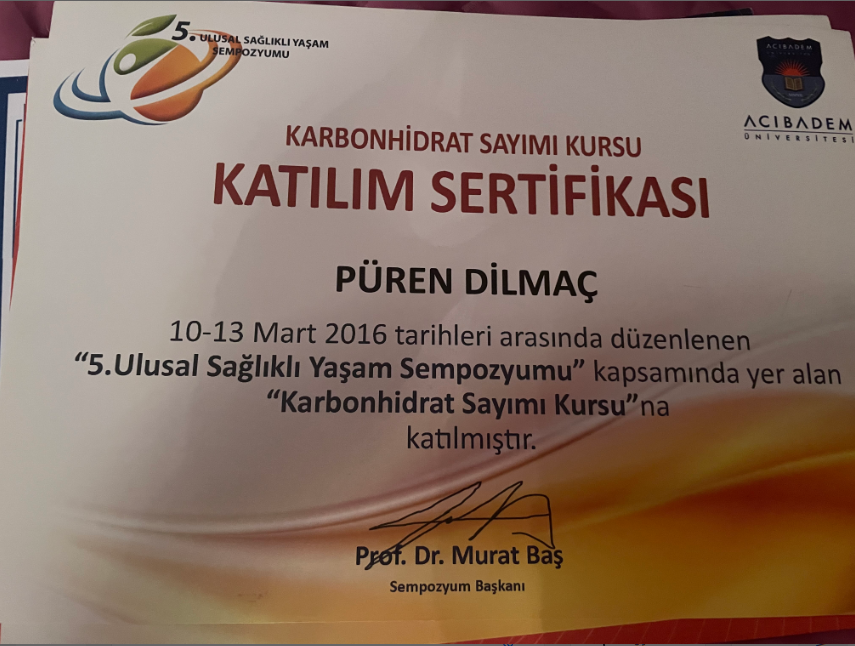 5. ULUSAL SAĞLIKLI YAŞAM
SEMPOZYUMU
ACIBADEM
ACIBADEM
ÜNİVERSİTESİ
KARBONHİDRAT SAYIMI KURSU
KATILIM SERTİFİKASI
PÜREN DİLMAÇ
10-13 Mart 2016 tarihleri arasında düzenlenen
“5.Ulusal Sağlıklı Yaşam Sempozyumu” kapsamında yer alan
“Karbonhidrat Sayımı Kursu”na
katılmıştır.
Prof. Dr. Murat Baş
Sempozyum Başkanı